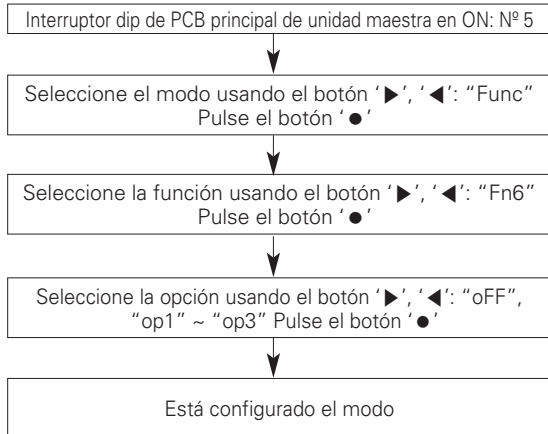 Interruptor dip de PCB principal de unidad maestra en ON: Nº 5
Seleccione el modo usando el botón ‘▶’, ‘◀’: “Func”
Pulse el botón ‘●’
Seleccione la función usando el botón ‘▶’, ‘◀’: “Fn6”
Pulse el botón ‘●’
Seleccione la opción usando el botón ‘▶’, ‘◀’: “oFF”,
“op1” ~ “op3” Pulse el botón ‘●’
Está configurado el modo